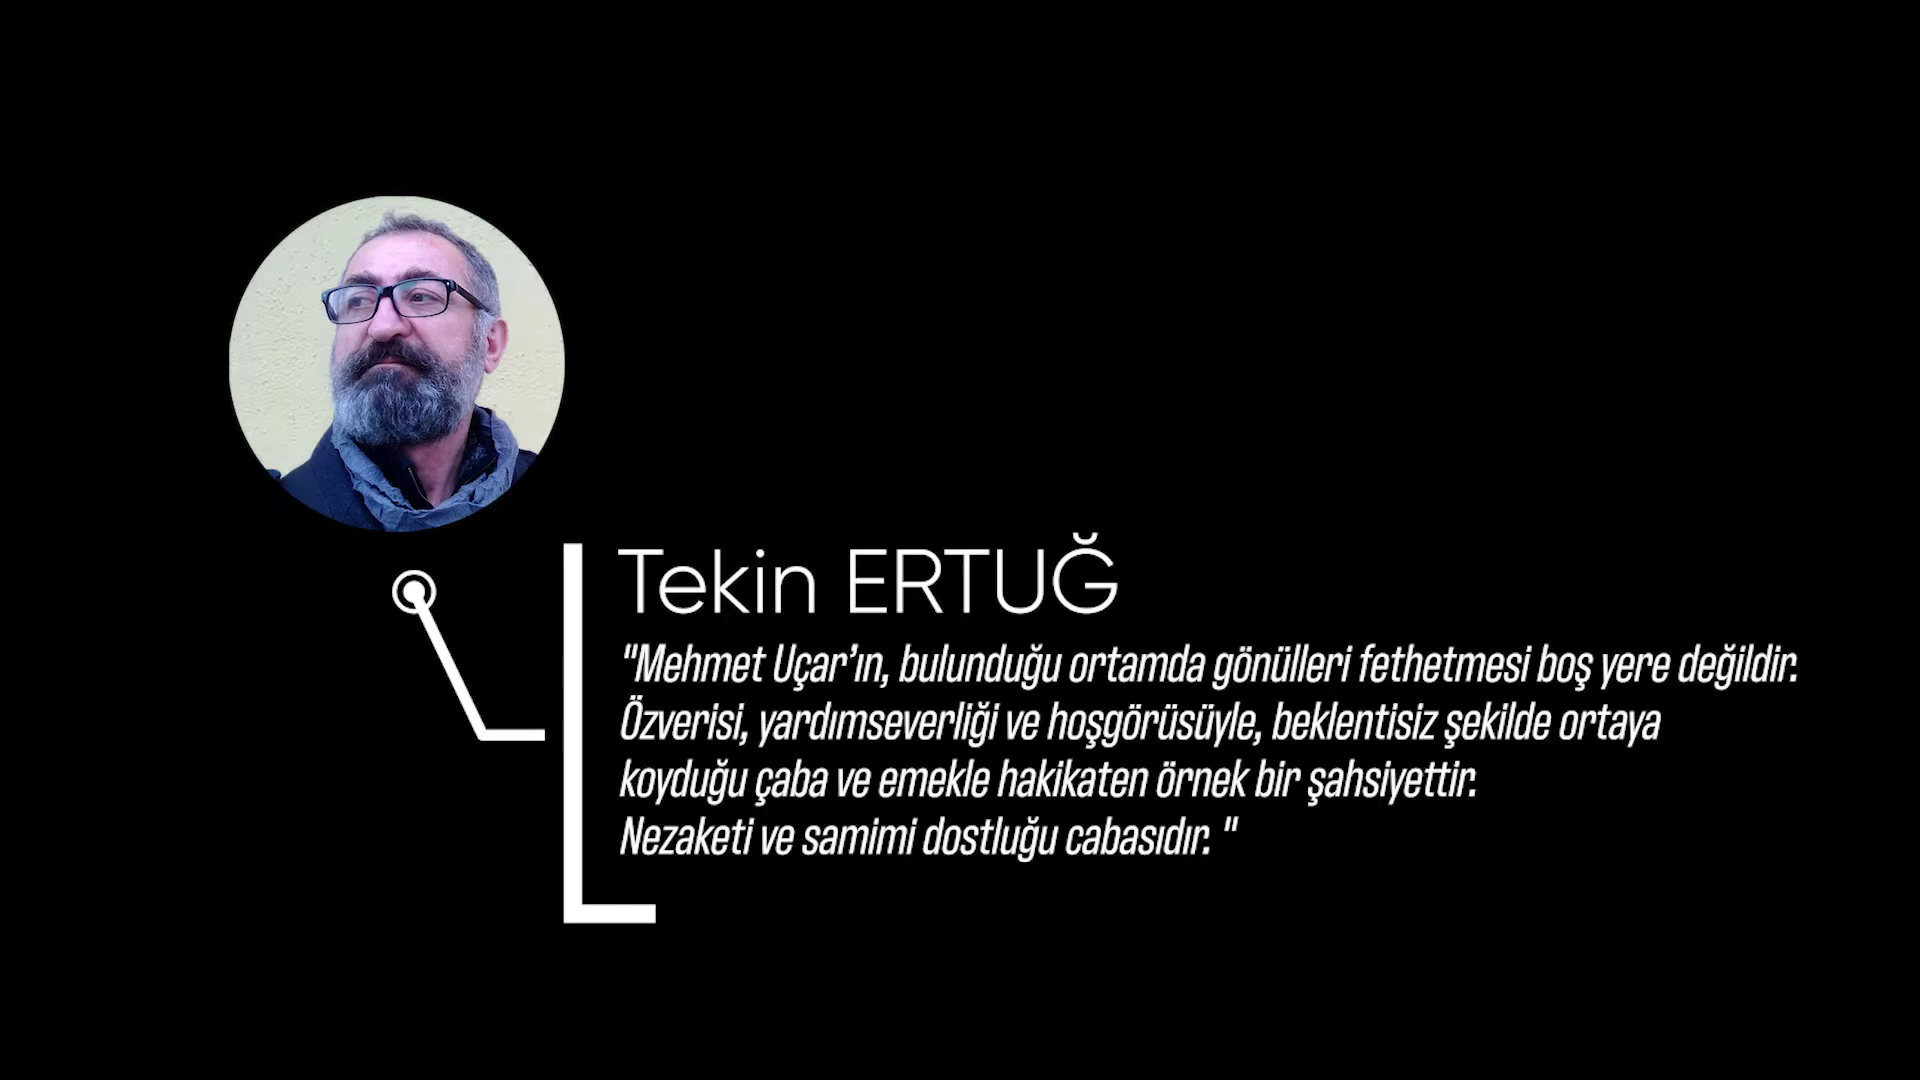 Tekin ERTUĞ
"Mehmet Uçar’ın, bulunduğu ortamda gönülleri fethetmesi boş yere değildir.
Özverisi, yardımseverliği ve hoşgörüsüyle, beklentisiz şekilde ortaya
koyduğu çaba ve emekle hakikaten örnek bir şahsiyettir.
Nezaketi ve samimi dostluğu cabasıdır. "